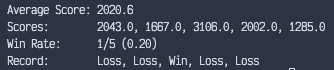 Average Score: 2020.6
Scores: 2043.0, 1667.0, 3106.0, 2002.0, 1285.0
Win Rate: 1/5 (0.20)
Record: Loss, Loss, Win, Loss, Loss